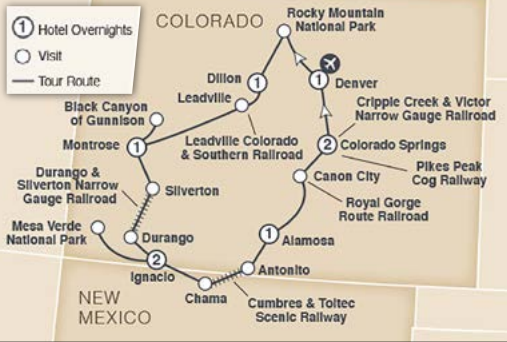 COLORADO
1 Hotel Overnights
Visit
Tour Route
Rocky Mountain
National Park
Dillon
1
1
Denver
Leadville
Cripple Creek & Victor
Narrow Gauge Railroad
Black Canyon
of Gunnison
Montrose
1
Leadville Colorado
& Southern Railroad
2
Colorado Springs
Pikes Peak
Cog Railway
Durango &
Silverton Narrow
Gauge Railroad
Silverton
Canon City
Royal Gorge
Route Railroad
Mesa Verde
National Park
Durango
1
Alamosa
2
Ignacio
Antonito
Chama
Cumbres & Toltec
Scenic Railway
NEW
MEXICO